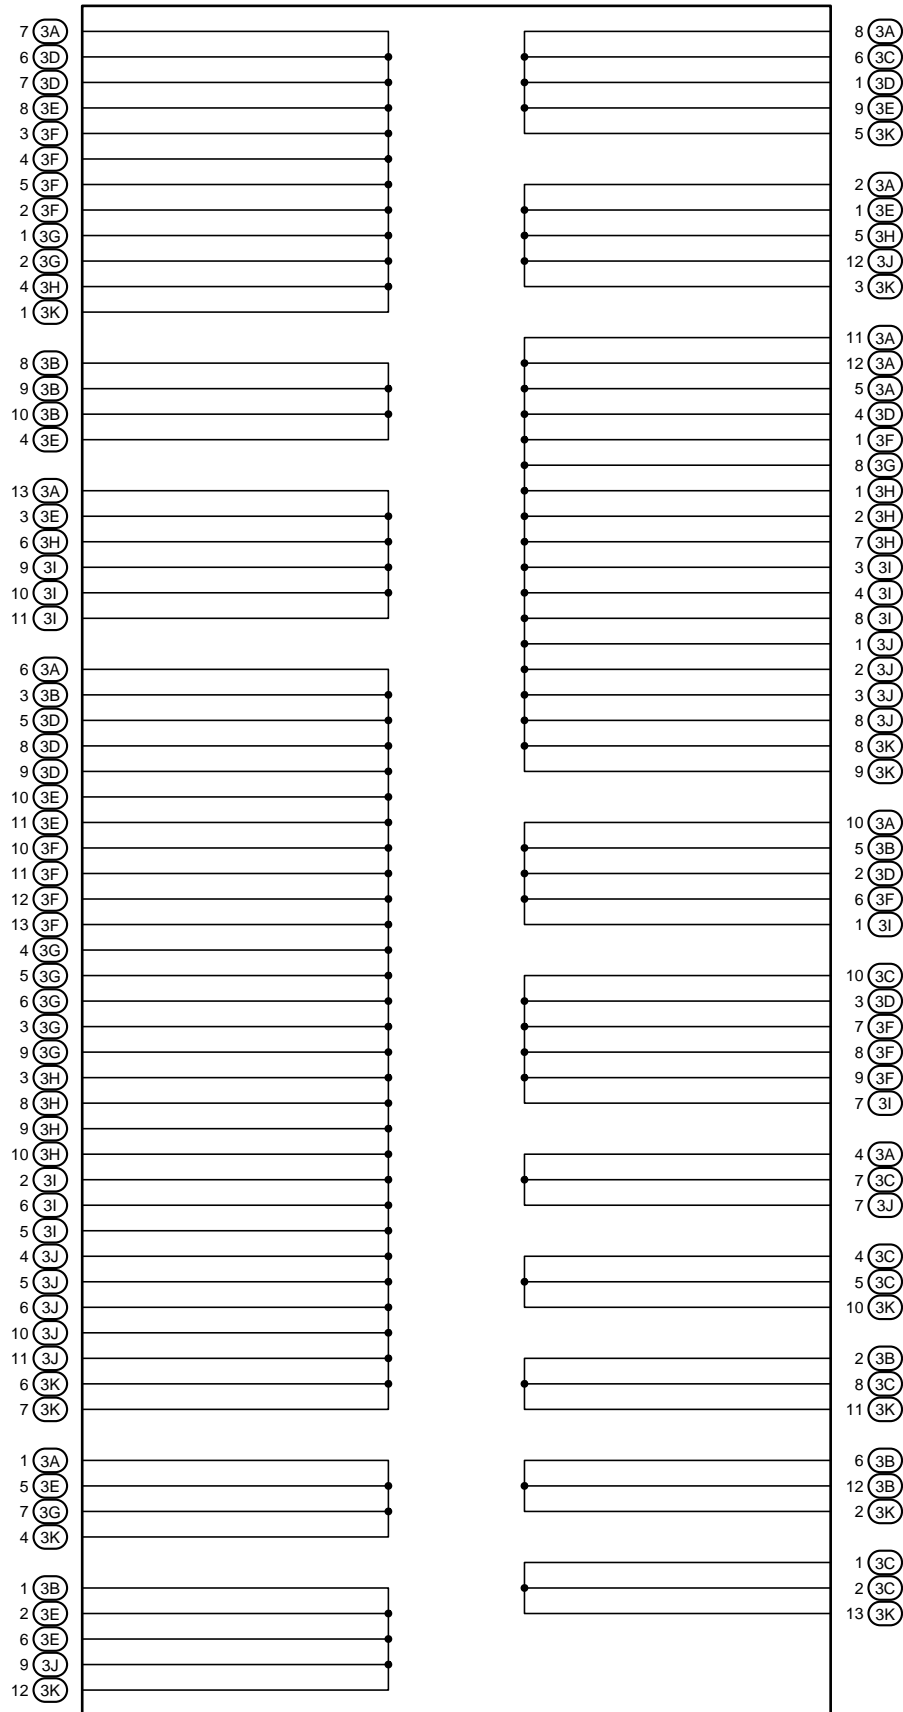 7 3A
6 3D
7 3D
8 3E
3 3F
4 3F
5 3F
2 3F
1 3G
2 3G
4 3H
1 3K
8 3B
9 3B
10 3B
4 3E
13 3A
3 3E
6 3H
9 3I
10 3I
11 3I
6 3A
3 3B
5 3D
8 3D
9 3D
10 3E
11 3E
10 3F
11 3F
12 3F
13 3F
4 3G
5 3G
6 3G
3 3G
9 3G
3 3H
8 3H
9 3H
10 3H
2 3I
6 3I
5 3I
4 3J
5 3J
6 3J
10 3J
11 3J
6 3K
7 3K
1 3A
5 3E
7 3G
4 3K
1 3B
2 3E
6 3E
9 3J
12 3K
8 3A
6 3C
1 3D
9 3E
5 3K
2 3A
1 3E
5 3H
12 3J
3 3K
11 3A
12 3A
5 3A
4 3D
1 3F
8 3G
1 3H
2 3H
7 3H
3 3I
4 3I
8 3I
1 3J
2 3J
3 3J
8 3J
8 3K
9 3K
10 3A
5 3B
2 3D
6 3F
1 3I
10 3C
3 3D
7 3F
8 3F
9 3F
7 3I
4 3A
7 3C
7 3J
4 3C
5 3C
10 3K
2 3B
8 3C
11 3K
6 3B
12 3B
2 3K
1 3C
2 3C
13 3K